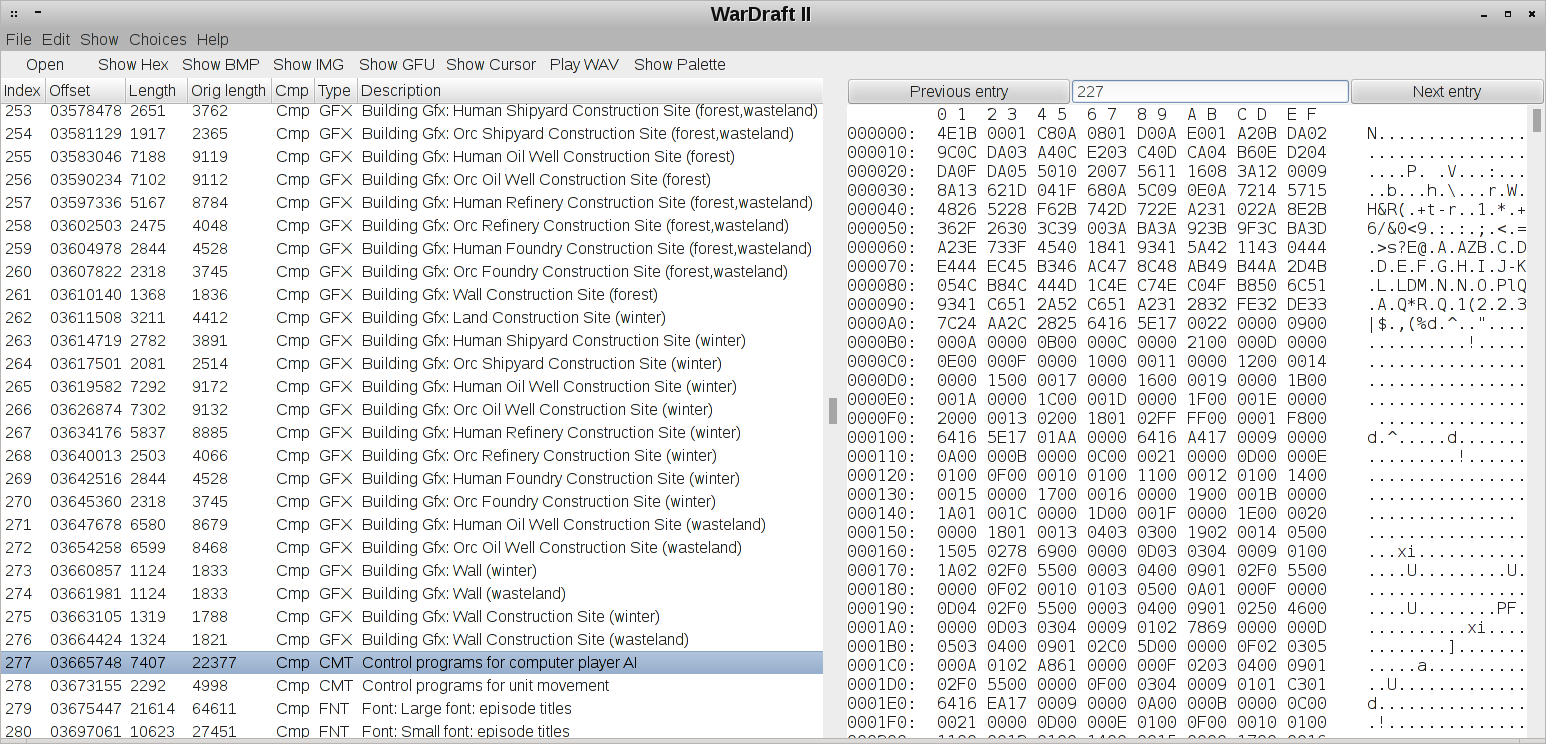 WarDraft II
File Edit Show Choices Help
Open Show Hex Show BMP Show IMG Show GFU Show Cursor Play WAV Show Palette
Index Offset Length Orig length Cmp Type Description
253 03578478 2651 3762 Cmp GFX Building Gfx: Human Shipyard Construction Site (forest,wasteland)
254 03581129 1917 2365 Cmp GFX Building Gfx: Orc Shipyard Construction Site (forest,wasteland)
255 03583046 7188 9119 Cmp GFX Building Gfx: Human Oil Well Construction Site (forest)
256 03590234 7102 9112 Cmp GFX Building Gfx: Orc Oil Well Construction Site (forest)
257 03597336 5167 8784 Cmp GFX Building Gfx: Human Refinery Construction Site (forest,wasteland)
258 03602503 2475 4048 Cmp GFX Building Gfx: Orc Refinery Construction Site (forest,wasteland)
259 03604978 2844 4528 Cmp GFX Building Gfx: Human Foundry Construction Site (forest,wasteland)
260 03607822 2318 3745 Cmp GFX Building Gfx: Orc Foundry Construction Site (forest,wasteland)
261 03610140 1368 1836 Cmp GFX Building Gfx: Wall Construction Site (forest)
262 03611508 3211 4412 Cmp GFX Building Gfx: Land Construction Site (winter)
263 03614719 2782 3891 Cmp GFX Building Gfx: Human Shipyard Construction Site (winter)
264 03617501 2081 2514 Cmp GFX Building Gfx: Orc Shipyard Construction Site (winter)
265 03619582 7292 9172 Cmp GFX Building Gfx: Human Oil Well Construction Site (winter)
266 03626874 7302 9132 Cmp GFX Building Gfx: Orc Oil Well Construction Site (winter)
267 03634176 5837 8885 Cmp GFX Building Gfx: Human Refinery Construction Site (winter)
268 03640013 2503 4066 Cmp GFX Building Gfx: Orc Refinery Construction Site (winter)
269 03642516 2844 4528 Cmp GFX Building Gfx: Human Foundry Construction Site (winter)
270 03645360 2318 3745 Cmp GFX Building Gfx: Orc Foundry Construction Site (winter)
271 03647678 6580 8679 Cmp GFX Building Gfx: Human Oil Well Construction Site (wasteland)
272 03654258 6599 8468 Cmp GFX Building Gfx: Orc Oil Well Construction Site (wasteland)
273 03660857 1124 1833 Cmp GFX Building Gfx: Wall (winter)
274 03661981 1124 1833 Cmp GFX Building Gfx: Wall (wasteland)
275 03663105 1319 1788 Cmp GFX Building Gfx: Wall Construction Site (winter)
276 03664424 1324 1821 Cmp GFX Building Gfx: Wall Construction Site (wasteland)
277 03665748 7407 22377 Cmp CMT Control programs for computer player AI
278 03673155 2292 4998 Cmp CMT Control programs for unit movement
279 03675447 21614 64611 Cmp FNT Font: Large font: episode titles
280 03697061 10623 27451 Cmp FNT Font: Small font: episode titles
Previous entry 227 Next entry
0 1 2 3 4 5 6 7 8 9 A B C D E F
000000: 4E1B 0001 C80A 0801 D00A E001 A20B DA02 N...............
000010: 9C0C DA03 A40C E203 C40D CA04 B60E D204 ................
000020: DA0F DA05 5010 2007 5611 1608 3A12 0009 ....P. .V...:...
000030: 8A13 621D 041F 680A 5C09 0E0A 7214 5715 ..b...h.\...r.W.
000040: 4826 5228 F62B 742D 722E A231 022A 8E2B H&R(.+t-r..1.*.+
000050: 362F 2630 3C39 003A BA3A 923B 9F3C BA3D 6/&0<9.:.:.;.<.=
000060: A23E 733F 4540 1841 9341 5A42 1143 0444 .>s?E@.A.AZB.C.D
000070: E444 EC45 B346 AC47 8C48 AB49 B44A 2D4B .D.E.F.G.H.I.J-K
000080: 054C B84C 444D 1C4E C74E C04F B850 6C51 .L.LDM.N.N.O.PlQ
000090: 9341 C651 2A52 C651 A231 2832 FE32 DE33 .A.Q*R.Q.1(2.2.3
0000A0: 7C24 AA2C 2825 6416 5E17 0022 0000 0900 |$.,(%d.^.."....
0000B0: 000A 0000 0B00 000C 0000 2100 000D 0000 ..........!.....
0000C0: 0E00 000F 0000 1000 0011 0000 1200 0014 ................
0000D0: 0000 1500 0017 0000 1600 0019 0000 1B00 ................
0000E0: 001A 0000 1C00 001D 0000 1F00 001E 0000 ................
0000F0: 2000 0013 0200 1801 02FF FF00 0001 F800  ...............
000100: 6416 5E17 01AA 0000 6416 A417 0009 0000 d.^.....d.......
000110: 0A00 000B 0000 0C00 0021 0000 0D00 000E .........!......
000120: 0100 0F00 0010 0100 1100 0012 0100 1400 ................
000130: 0015 0000 1700 0016 0000 1900 001B 0000 ................
000140: 1A01 001C 0000 1D00 001F 0000 1E00 0020 ...............
000150: 0000 1801 0013 0403 0300 1902 0014 0500 ................
000160: 1505 0278 6900 0000 0D03 0304 0009 0100 ...xi...........
000170: 1A02 02F0 5500 0003 0400 0901 02F0 5500 ....U.........U.
000180: 0000 0F02 0010 0103 0500 0A01 000F 0000 ................
000190: 0D04 02F0 5500 0003 0400 0901 0250 4600 ....U........PF.
0001A0: 0000 0D03 0304 0009 0102 7869 0000 000D ..........xi....
0001B0: 0503 0400 0901 02C0 5D00 0000 0F02 0305 ........].......
0001C0: 000A 0102 A861 0000 000F 0203 0400 0901 .....a..........
0001D0: 02F0 5500 0000 0F00 0304 0009 0101 C301 ..U.............
0001E0: 6416 EA17 0009 0000 0A00 000B 0000 0C00 d...............
0001F0: 0021 0000 0D00 000E 0100 0F00 0010 0100 .!..............